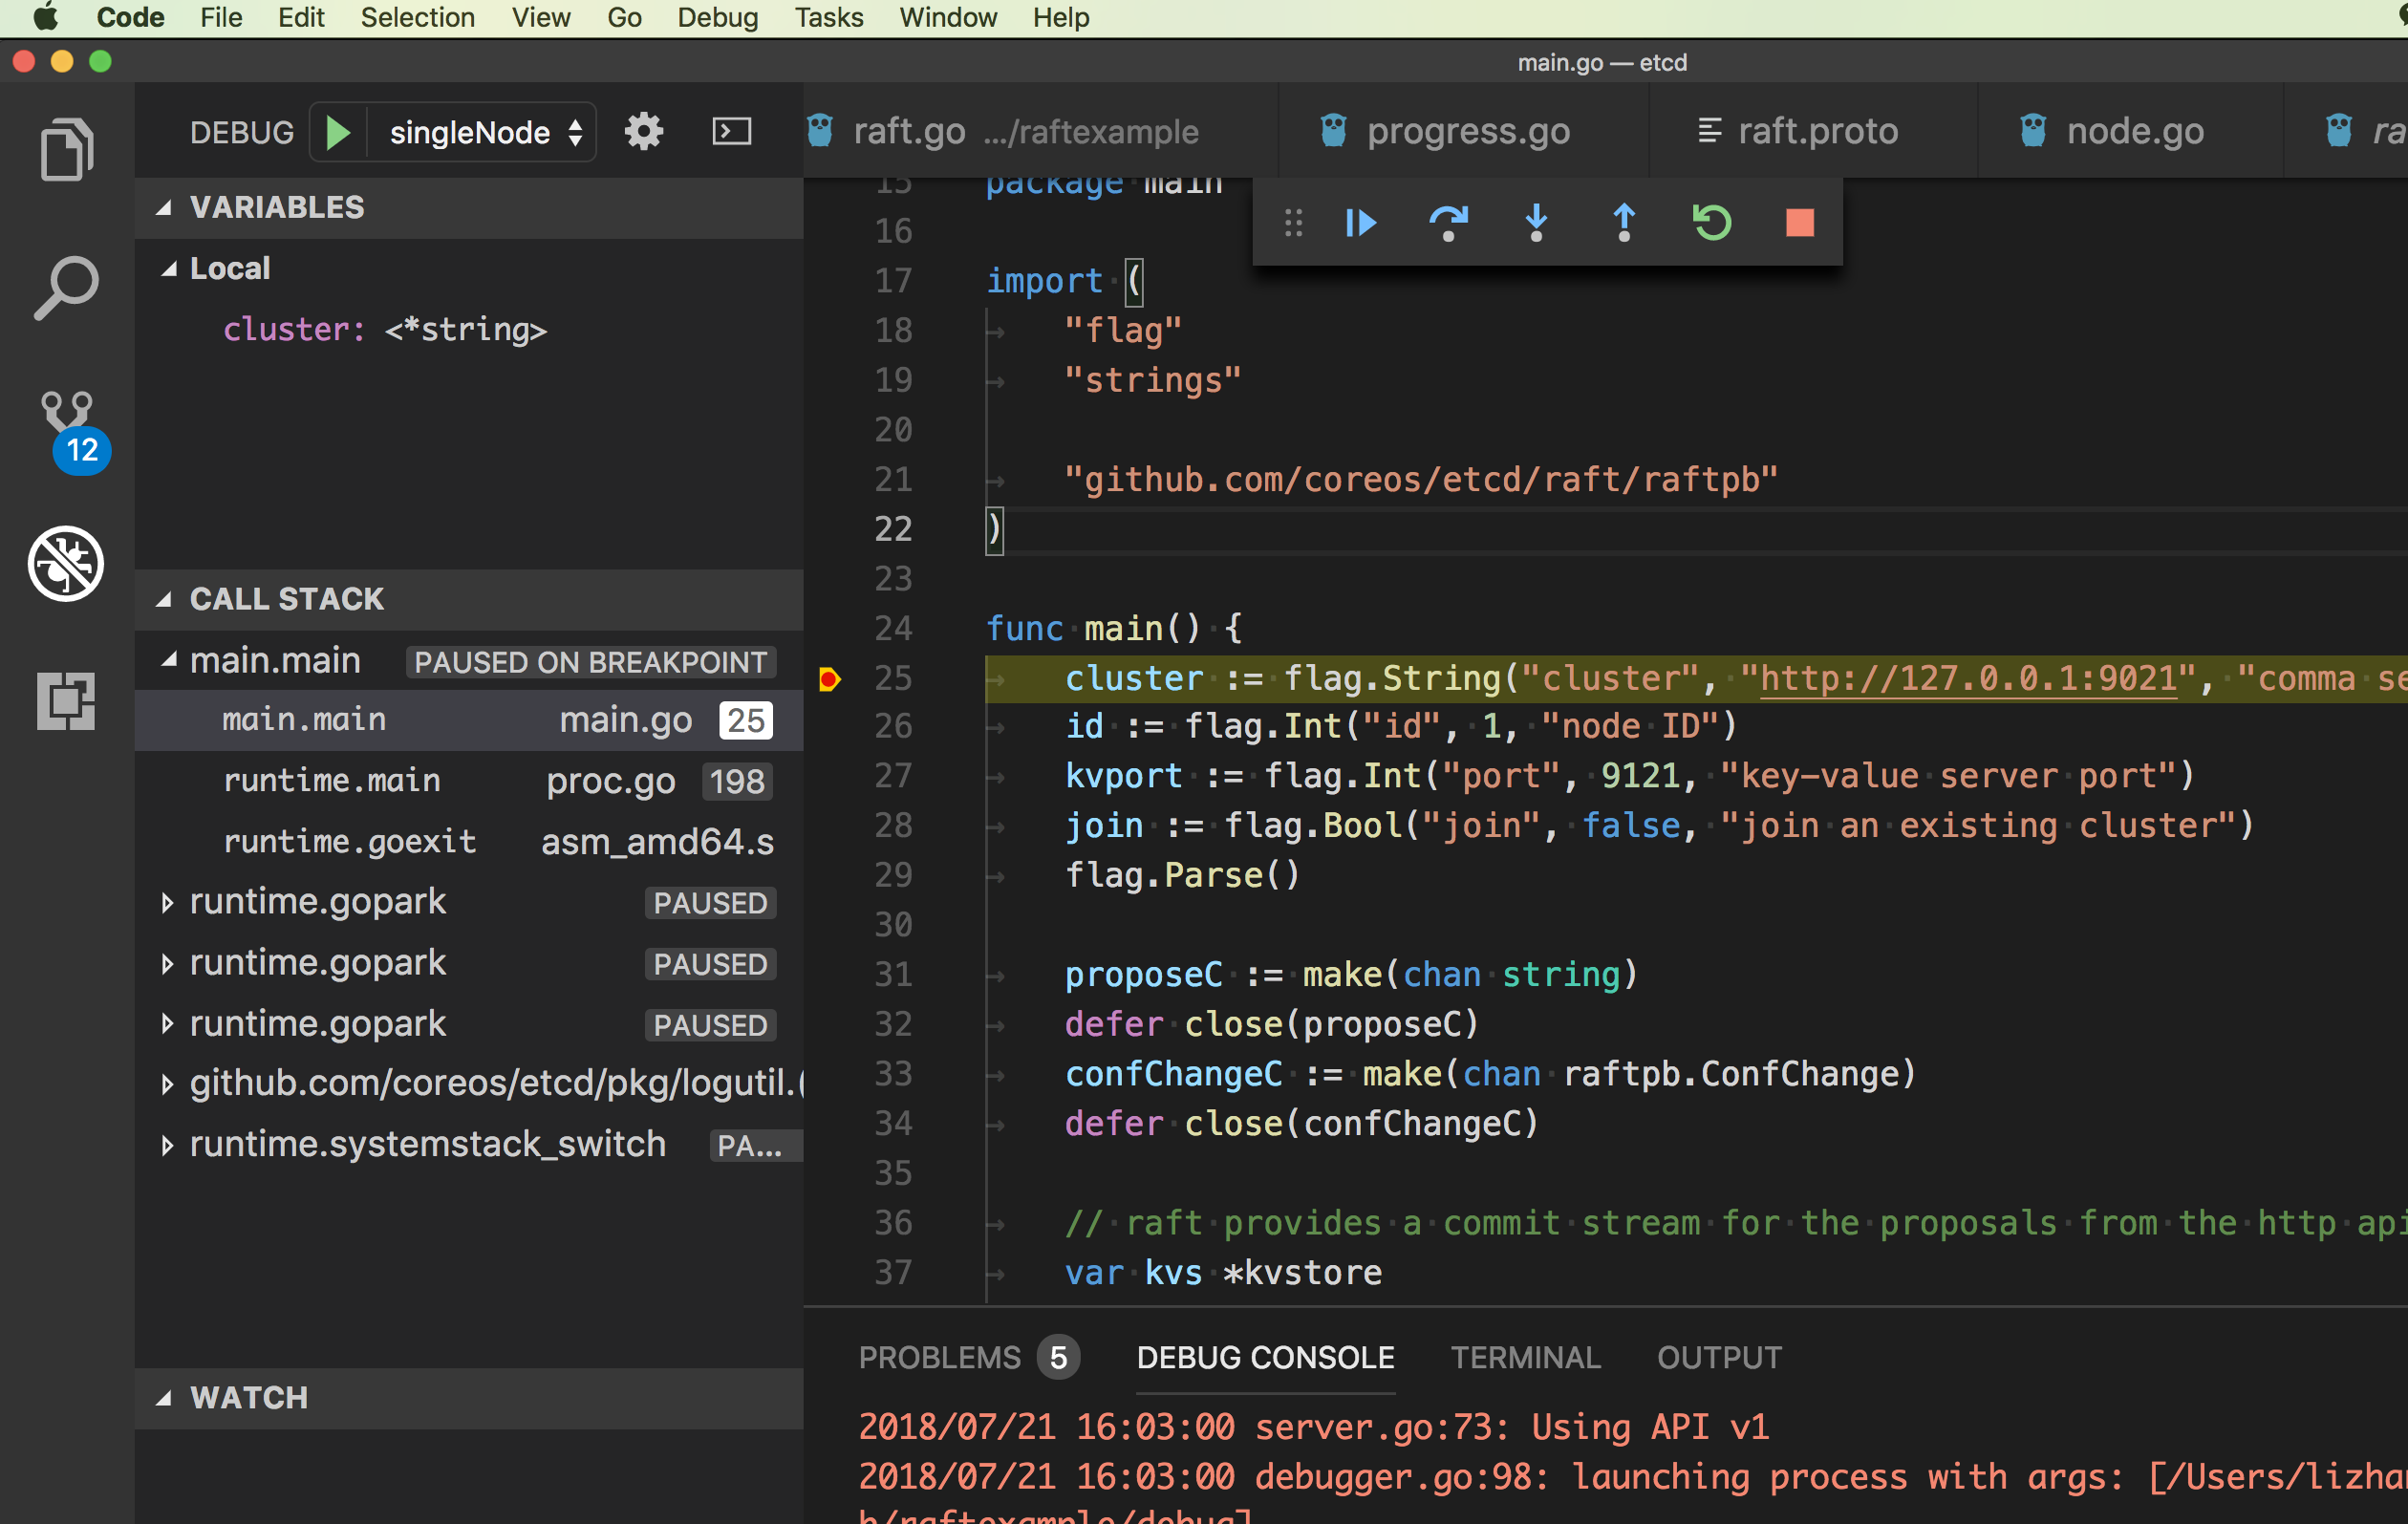 Code File Edit Selection View Go Debug Tasks Window Help
main.go — etcd
DEBUG singleNode
raft.go .../raftexample progress.go raft.proto node.go
VARIABLES
Local
cluster: <*string>
12
CALL STACK
main.main PAUSED ON BREAKPOINT
main.main main.go 25
runtime.main proc.go 198
runtime.goexit asm_amd64.s
runtime.gopark PAUSED
runtime.gopark PAUSED
runtime.gopark PAUSED
github.com/coreos/etcd/pkg/logutil.(
runtime.systemstack_switch PA...
WATCH
15 package main
16
17 import (
18 "flag"
19 "strings"
20
21 "github.com/coreos/etcd/raft/raftpb"
22 )
23
24 func main() {
25 cluster := flag.String("cluster", "http://127.0.0.1:9021", "comma se
26 id := flag.Int("id", 1, "node ID")
27 kvport := flag.Int("port", 9121, "key-value server port")
28 join := flag.Bool("join", false, "join an existing cluster")
29 flag.Parse()
30
31 proposeC := make(chan string)
32 defer close(proposeC)
33 confChangeC := make(chan raftpb.ConfChange)
34 defer close(confChangeC)
35
36 // raft provides a commit stream for the proposals from the http api
37 var kvs *kvstore
PROBLEMS 5 DEBUG CONSOLE TERMINAL OUTPUT
2018/07/21 16:03:00 server.go:73: Using API v1
2018/07/21 16:03:00 debugger.go:98: launching process with args: [/Users/lizha
h/raftexample/debug]